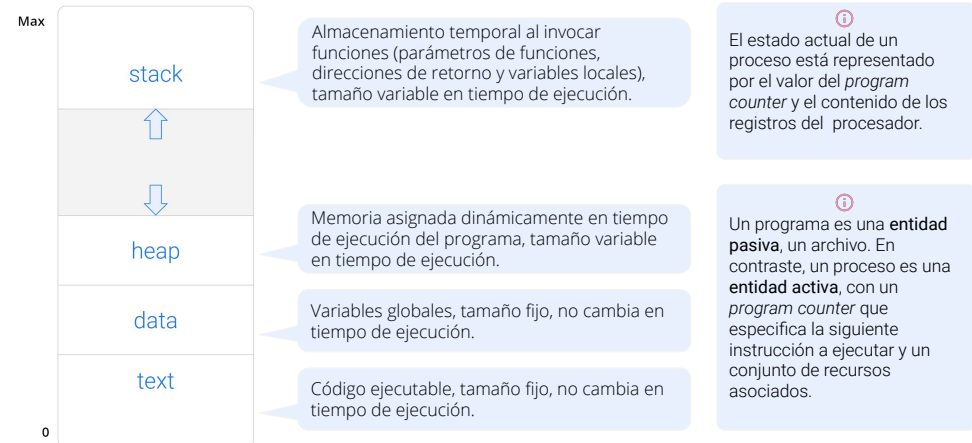 Max
stack
heap
data
text
0
Almacenamiento temporal al invocar
funciones (parámetros de funciones,
direcciones de retorno y variables locales),
tamaño variable en tiempo de ejecución.
Memoria asignada dinámicamente en tiempo
de ejecución del programa, tamaño variable
en tiempo de ejecución.
Variables globales, tamaño fijo, no cambia en
tiempo de ejecución.
Código ejecutable, tamaño fijo, no cambia en
tiempo de ejecución.
El estado actual de un
proceso está representado
por el valor del program
counter y el contenido de los
registros del procesador.
Un programa es una entidad
pasiva, un archivo. En
contraste, un proceso es una
entidad activa, con un
program counter que
especifica la siguiente
instrucción a ejecutar y un
conjunto de recursos
asociados.